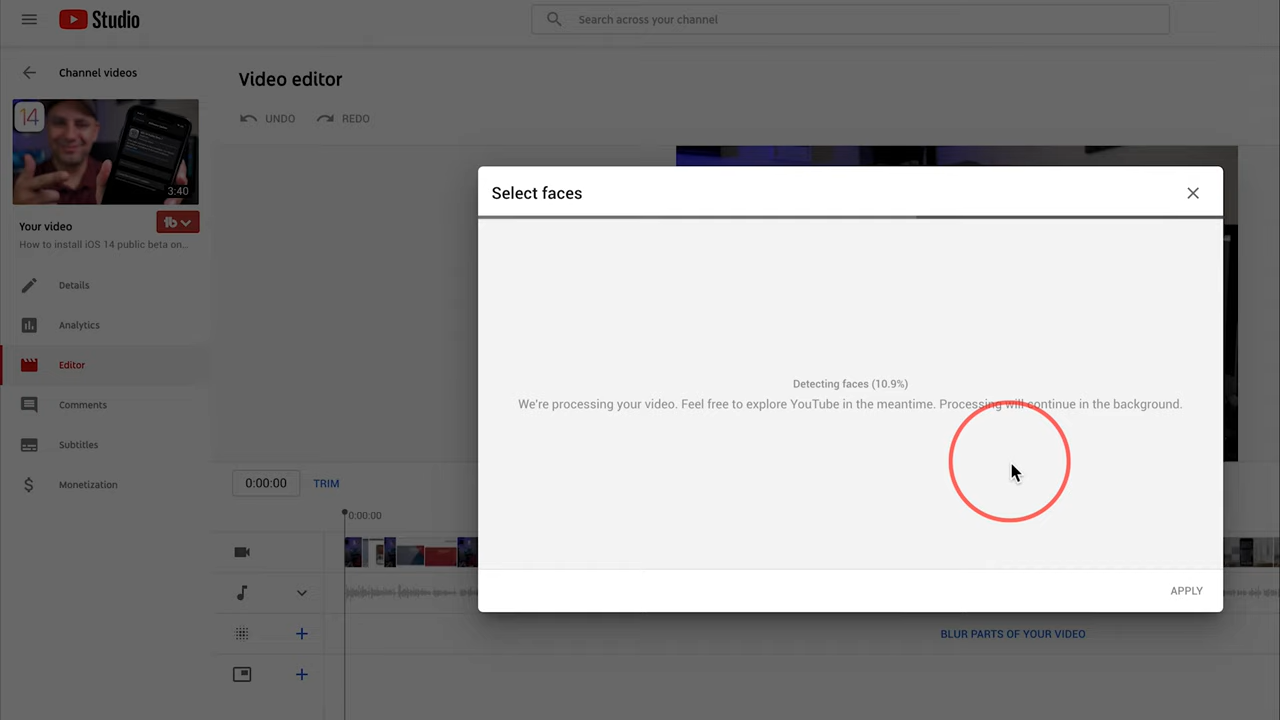 Studio
Search across your channel
Channel videos
Video editor
14
UNDO
REDO
3:40
Select faces
Your video
tb
How to install iOS 14 public beta on...
Details
Analytics
Editor
Comments
Subtitles
Monetization
Detecting faces (10.9%)
We're processing your video. Feel free to explore YouTube in the meantime. Processing will continue in the background.
0:00:00
TRIM
0:00:00
APPLY
BLUR PARTS OF YOUR VIDEO